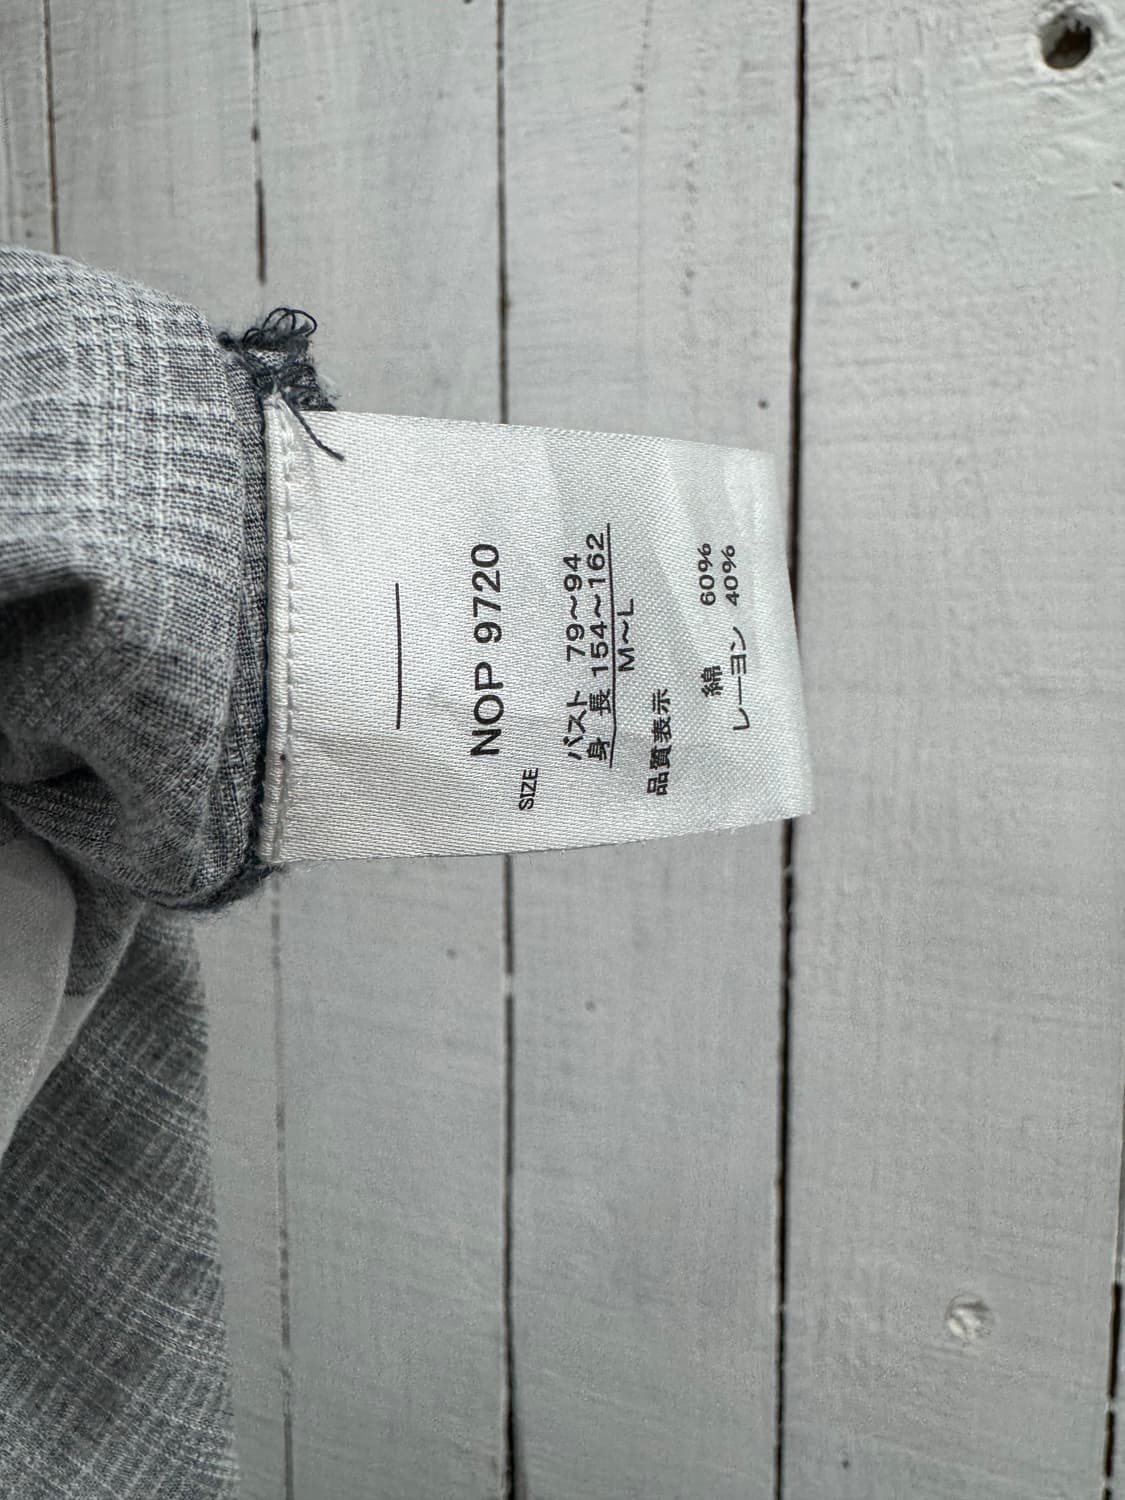 NOP 9720
SIZE
バスト 79～94
身 長 154～162
M～L
品質表示
綿 60%
レーヨン 40%